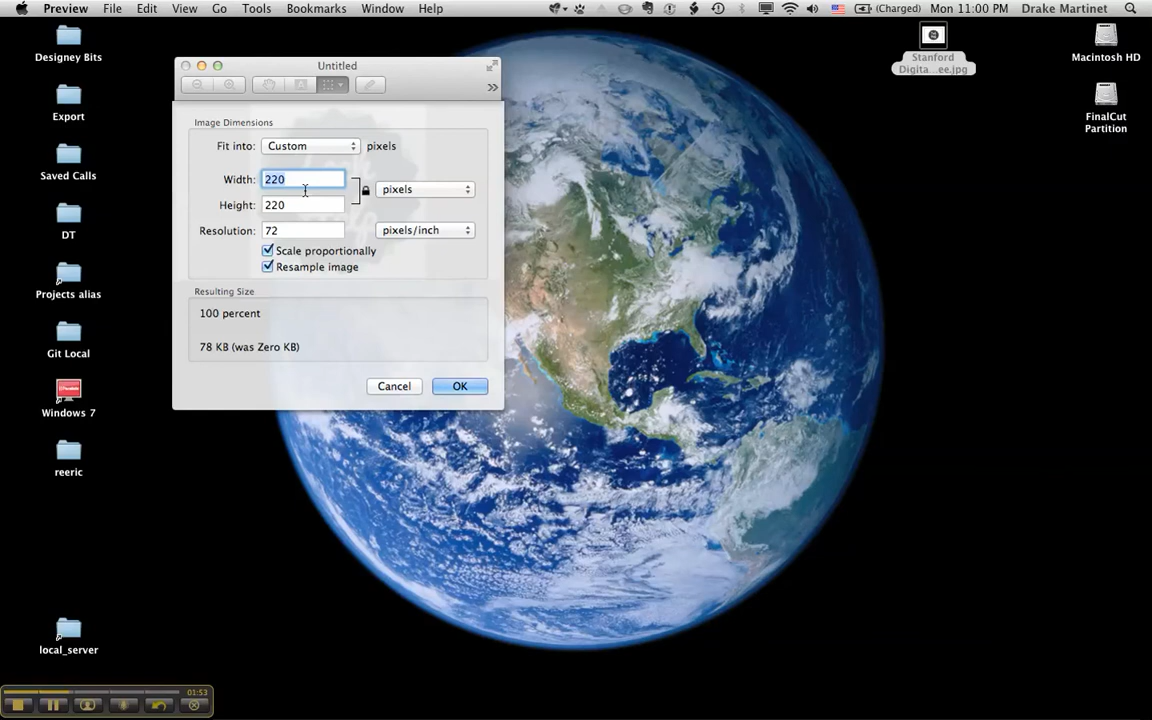 Preview File Edit View Go Tools Bookmarks Window Help (Charged) Mon 11:00 PM Drake Martinet
Designey Bits
Export
Saved Calls
DT
Projects alias
Git Local
Windows 7
reeric
local_server
Untitled
Image Dimensions
Fit into: Custom pixels
Width: 220 pixels
Height: 220
Resolution: 72 pixels/inch
Scale proportionally
Resample image
Resulting Size
100 percent
78 KB (was Zero KB)
Cancel OK
Stanford
Digita...ee.jpg
Macintosh HD
FinalCut
Partition
01:53